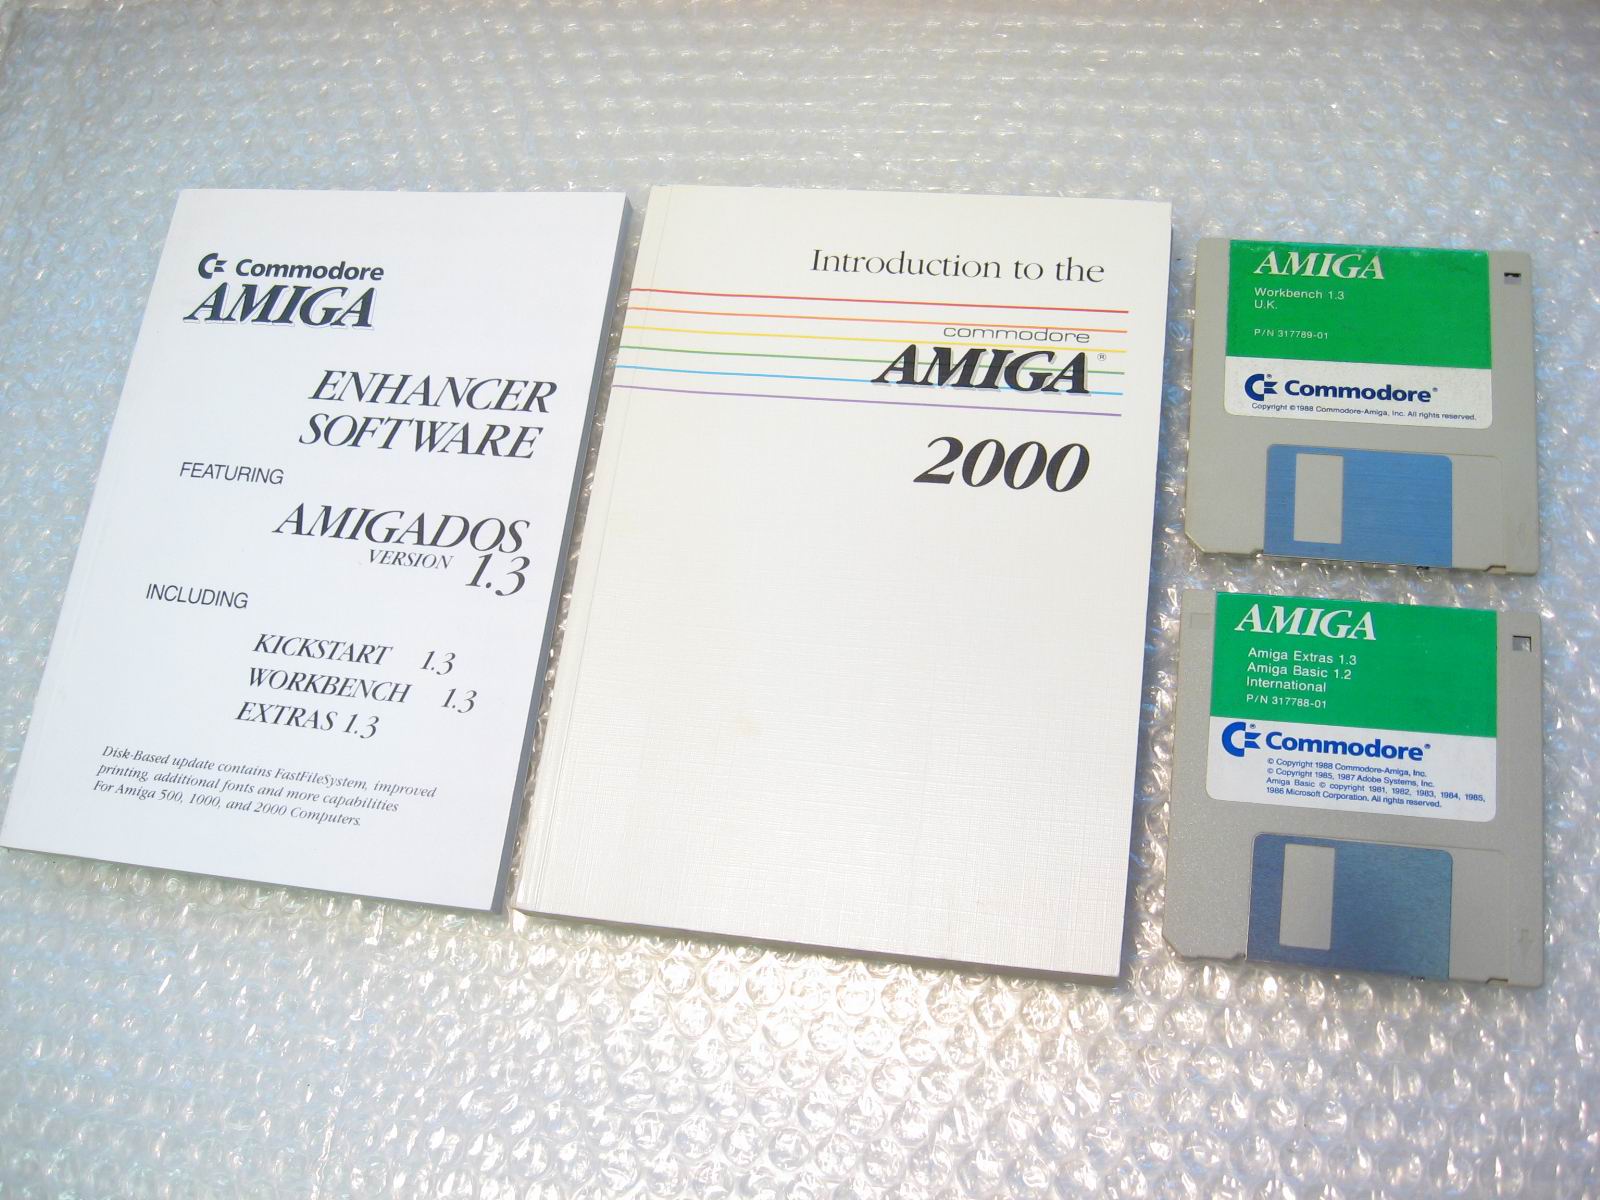 Commodore
AMIGA
ENHANCER
SOFTWARE
FEATURING
AMIGADOS
VERSION 1.3
INCLUDING
KICKSTART 1.3
WORKBENCH 1.3
EXTRAS 1.3
Disk-Based update contains FastFileSystem, improved
printing, additional fonts and more capabilities
For Amiga 500, 1000, and 2000 Computers.
Introduction to the
commodore
AMIGA®
2000
AMIGA
Workbench 1.3
U.K.
P/N 317789-01
Commodore®
Copyright ©1988 Commodore-Amiga, Inc. All rights reserved.
AMIGA
Amiga Extras 1.3
Amiga Basic 1.2
International
P/N 317788-01
Commodore®
© Copyright 1988 Commodore-Amiga, Inc.
© Copyright 1985, 1987 Adobe Systems, Inc.
Amiga Basic © copyright 1981, 1982, 1983, 1984, 1985,
1986 Microsoft Corporation. All rights reserved.